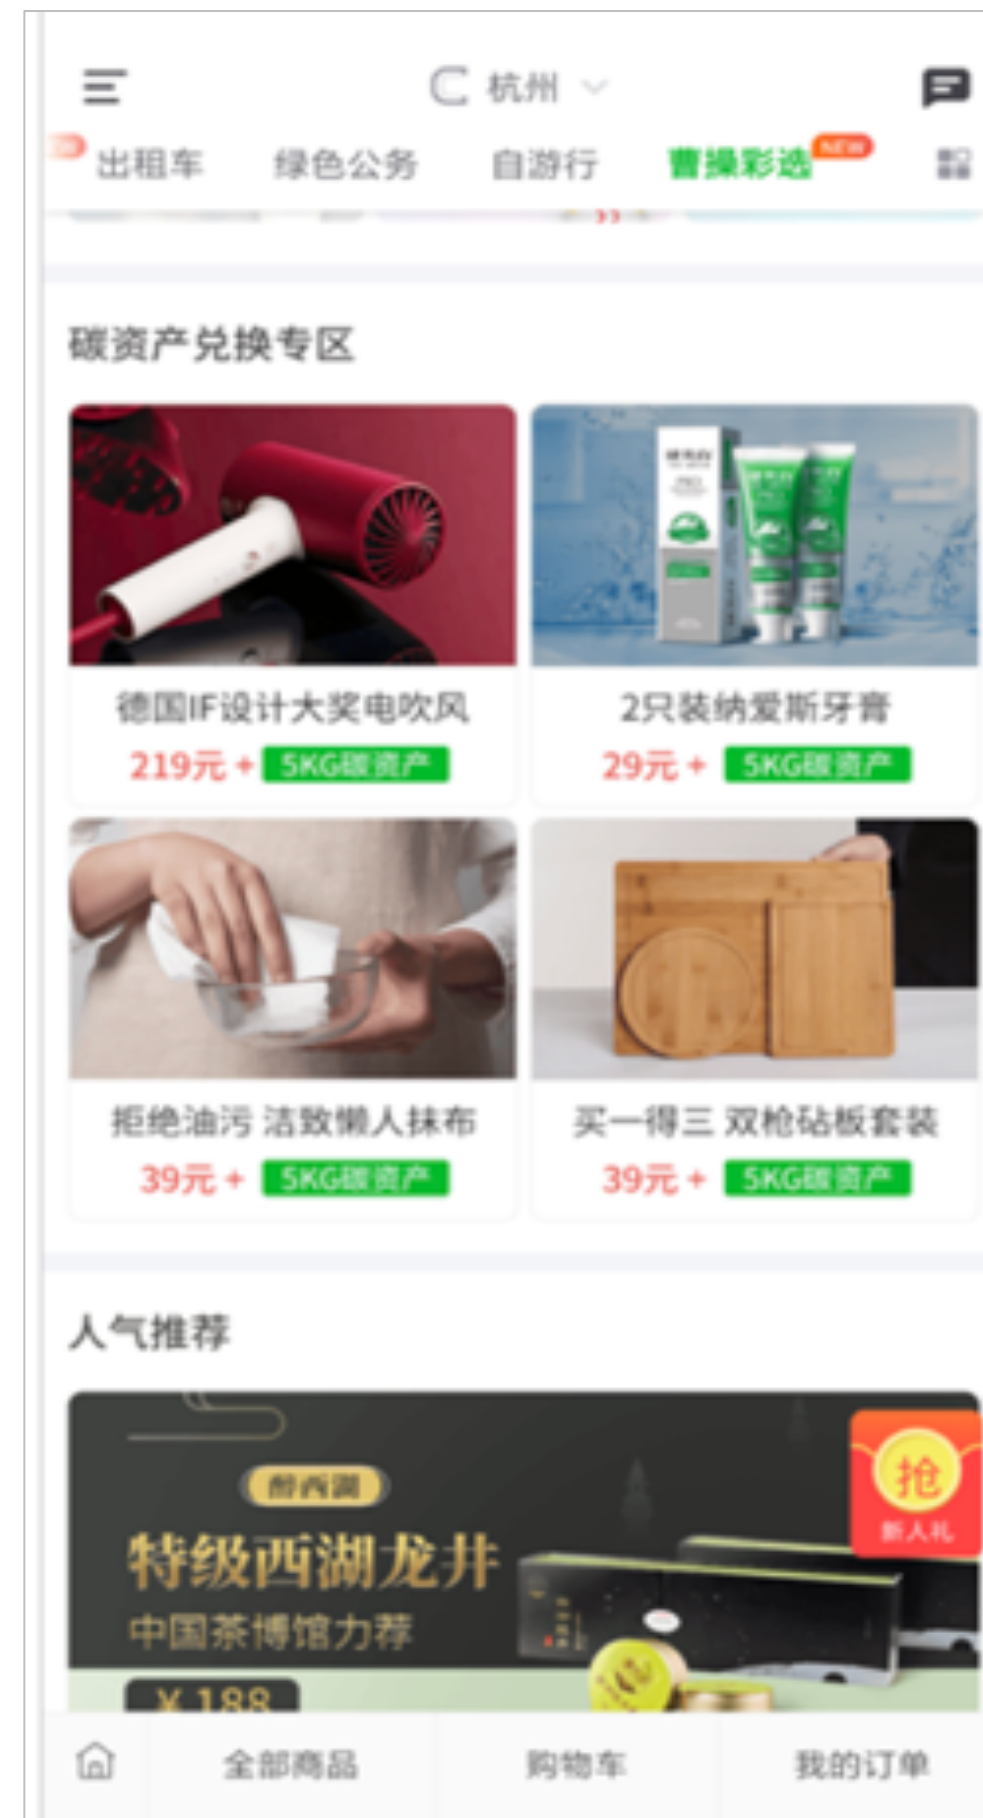 杭州
出租车 绿色公务 自游行 曹操彩选 NEW
碳资产兑换专区
德国IF设计大奖电吹风
219元 + 5KG碳资产
2只装纳爱斯牙膏
29元 + 5KG碳资产
拒绝油污 洁致懒人抹布
39元 + 5KG碳资产
买一得三 双枪砧板套装
39元 + 5KG碳资产
人气推荐
醉西湖
特级西湖龙井
中国茶博馆力荐
¥ 188
抢
新人礼
全部商品 购物车 我的订单